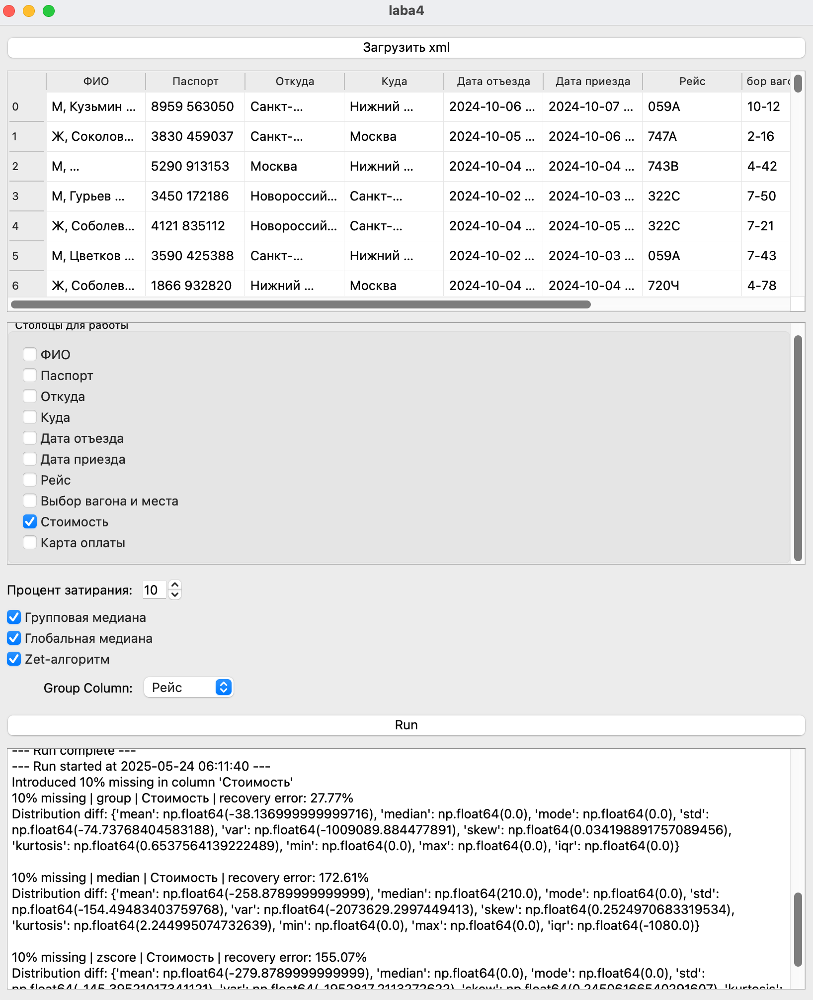 laba4
Загрузить xml
ФИО Паспорт Откуда Куда Дата отъезда Дата приезда Рейс бор ваго
0 М, Кузьмин ... 8959 563050 Санкт-... Нижний ... 2024-10-06 ... 2024-10-07 ... 059А 10-12
1 Ж, Соколов... 3830 459037 Санкт-... Москва 2024-10-05 ... 2024-10-06 ... 747А 2-16
2 М, ... 5290 913153 Москва Нижний ... 2024-10-04 ... 2024-10-04 ... 743В 4-42
3 М, Гурьев ... 3450 172186 Новороссий... Санкт-... 2024-10-02 ... 2024-10-03 ... 322С 7-50
4 Ж, Соболев... 4121 835112 Новороссий... Санкт-... 2024-10-04 ... 2024-10-05 ... 322С 7-21
5 М, Цветков ... 3590 425388 Санкт-... Нижний ... 2024-10-02 ... 2024-10-03 ... 059А 7-43
6 Ж, Соболев... 1866 932820 Нижний ... Москва 2024-10-04 ... 2024-10-04 ... 720Ч 4-78
Столбцы для работы
ФИО
Паспорт
Откуда
Куда
Дата отъезда
Дата приезда
Рейс
Выбор вагона и места
Стоимость
Карта оплаты
Процент затирания: 10
Групповая медиана
Глобальная медиана
Zet-алгоритм
Group Column: Рейс
Run
--- Run complete ---
--- Run started at 2025-05-24 06:11:40 ---
Introduced 10% missing in column 'Стоимость'
10% missing | group | Стоимость | recovery error: 27.77%
Distribution diff: {'mean': np.float64(-38.136999999999716), 'median': np.float64(0.0), 'mode': np.float64(0.0), 'std':
np.float64(-74.73768404583188), 'var': np.float64(-1009089.884477891), 'skew': np.float64(0.034198891757089456),
'kurtosis': np.float64(0.6537564139222489), 'min': np.float64(0.0), 'max': np.float64(0.0), 'iqr': np.float64(0.0)}
10% missing | median | Стоимость | recovery error: 172.61%
Distribution diff: {'mean': np.float64(-258.8789999999999), 'median': np.float64(210.0), 'mode': np.float64(0.0), 'std':
np.float64(-154.49483403759768), 'var': np.float64(-2073629.2997449413), 'skew': np.float64(0.2524970683319534),
'kurtosis': np.float64(2.244995074732639), 'min': np.float64(0.0), 'max': np.float64(0.0), 'iqr': np.float64(-1080.0)}
10% missing | zscore | Стоимость | recovery error: 155.07%
Distribution diff: {'mean': np.float64(-279.8789999999999), 'median': np.float64(0.0), 'mode': np.float64(0.0), 'std':
np.float64(-145.39521017341121), 'var': np.float64(-1952817.2113272622), 'skew': np.float64(0.24506166540291607), 'kurtosis':